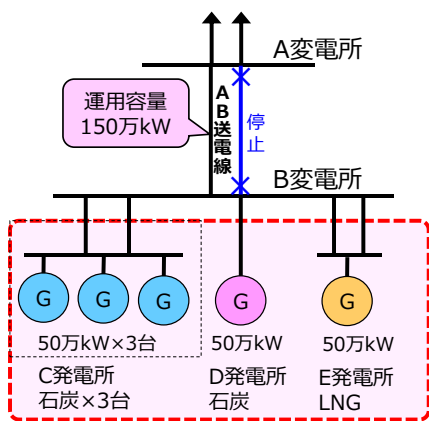 A変電所
運用容量
150万kW
AB送電線
停止
B変電所
G
G
G
G
G
50万kW×3台
50万kW
50万kW
C発電所
石炭×3台
D発電所
石炭
E発電所
LNG